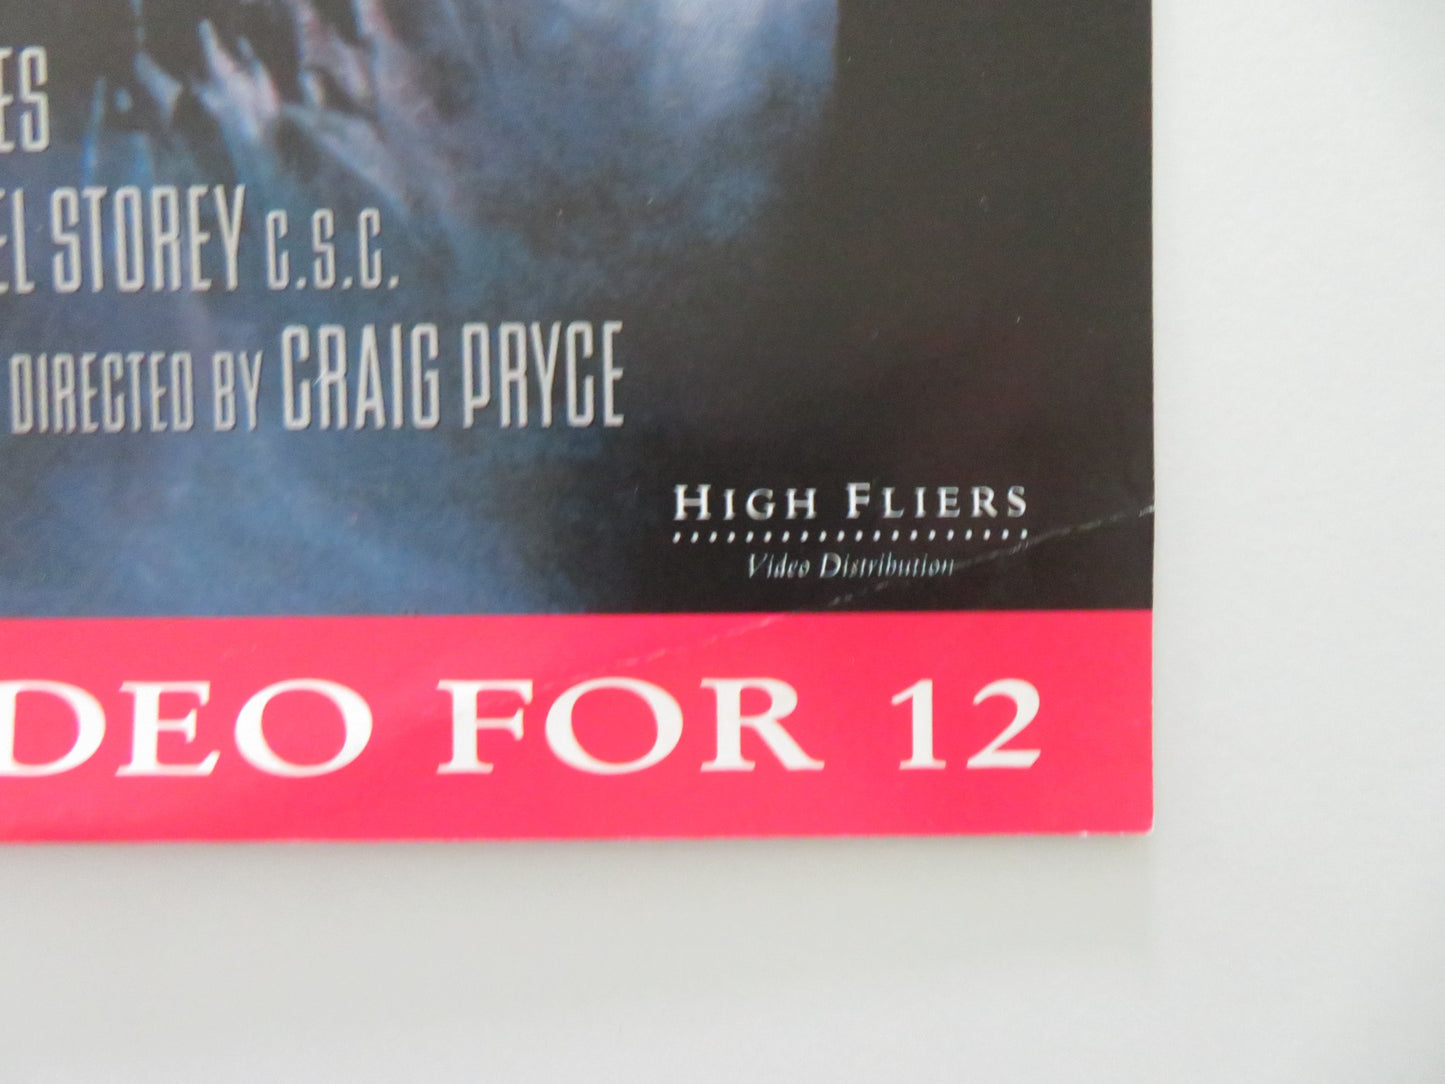 ES
EL STOREY C.S.C.
DIRECTED BY CRAIG PRYCE
HIGH FLIERS
Video Distribution
DEO FOR 12